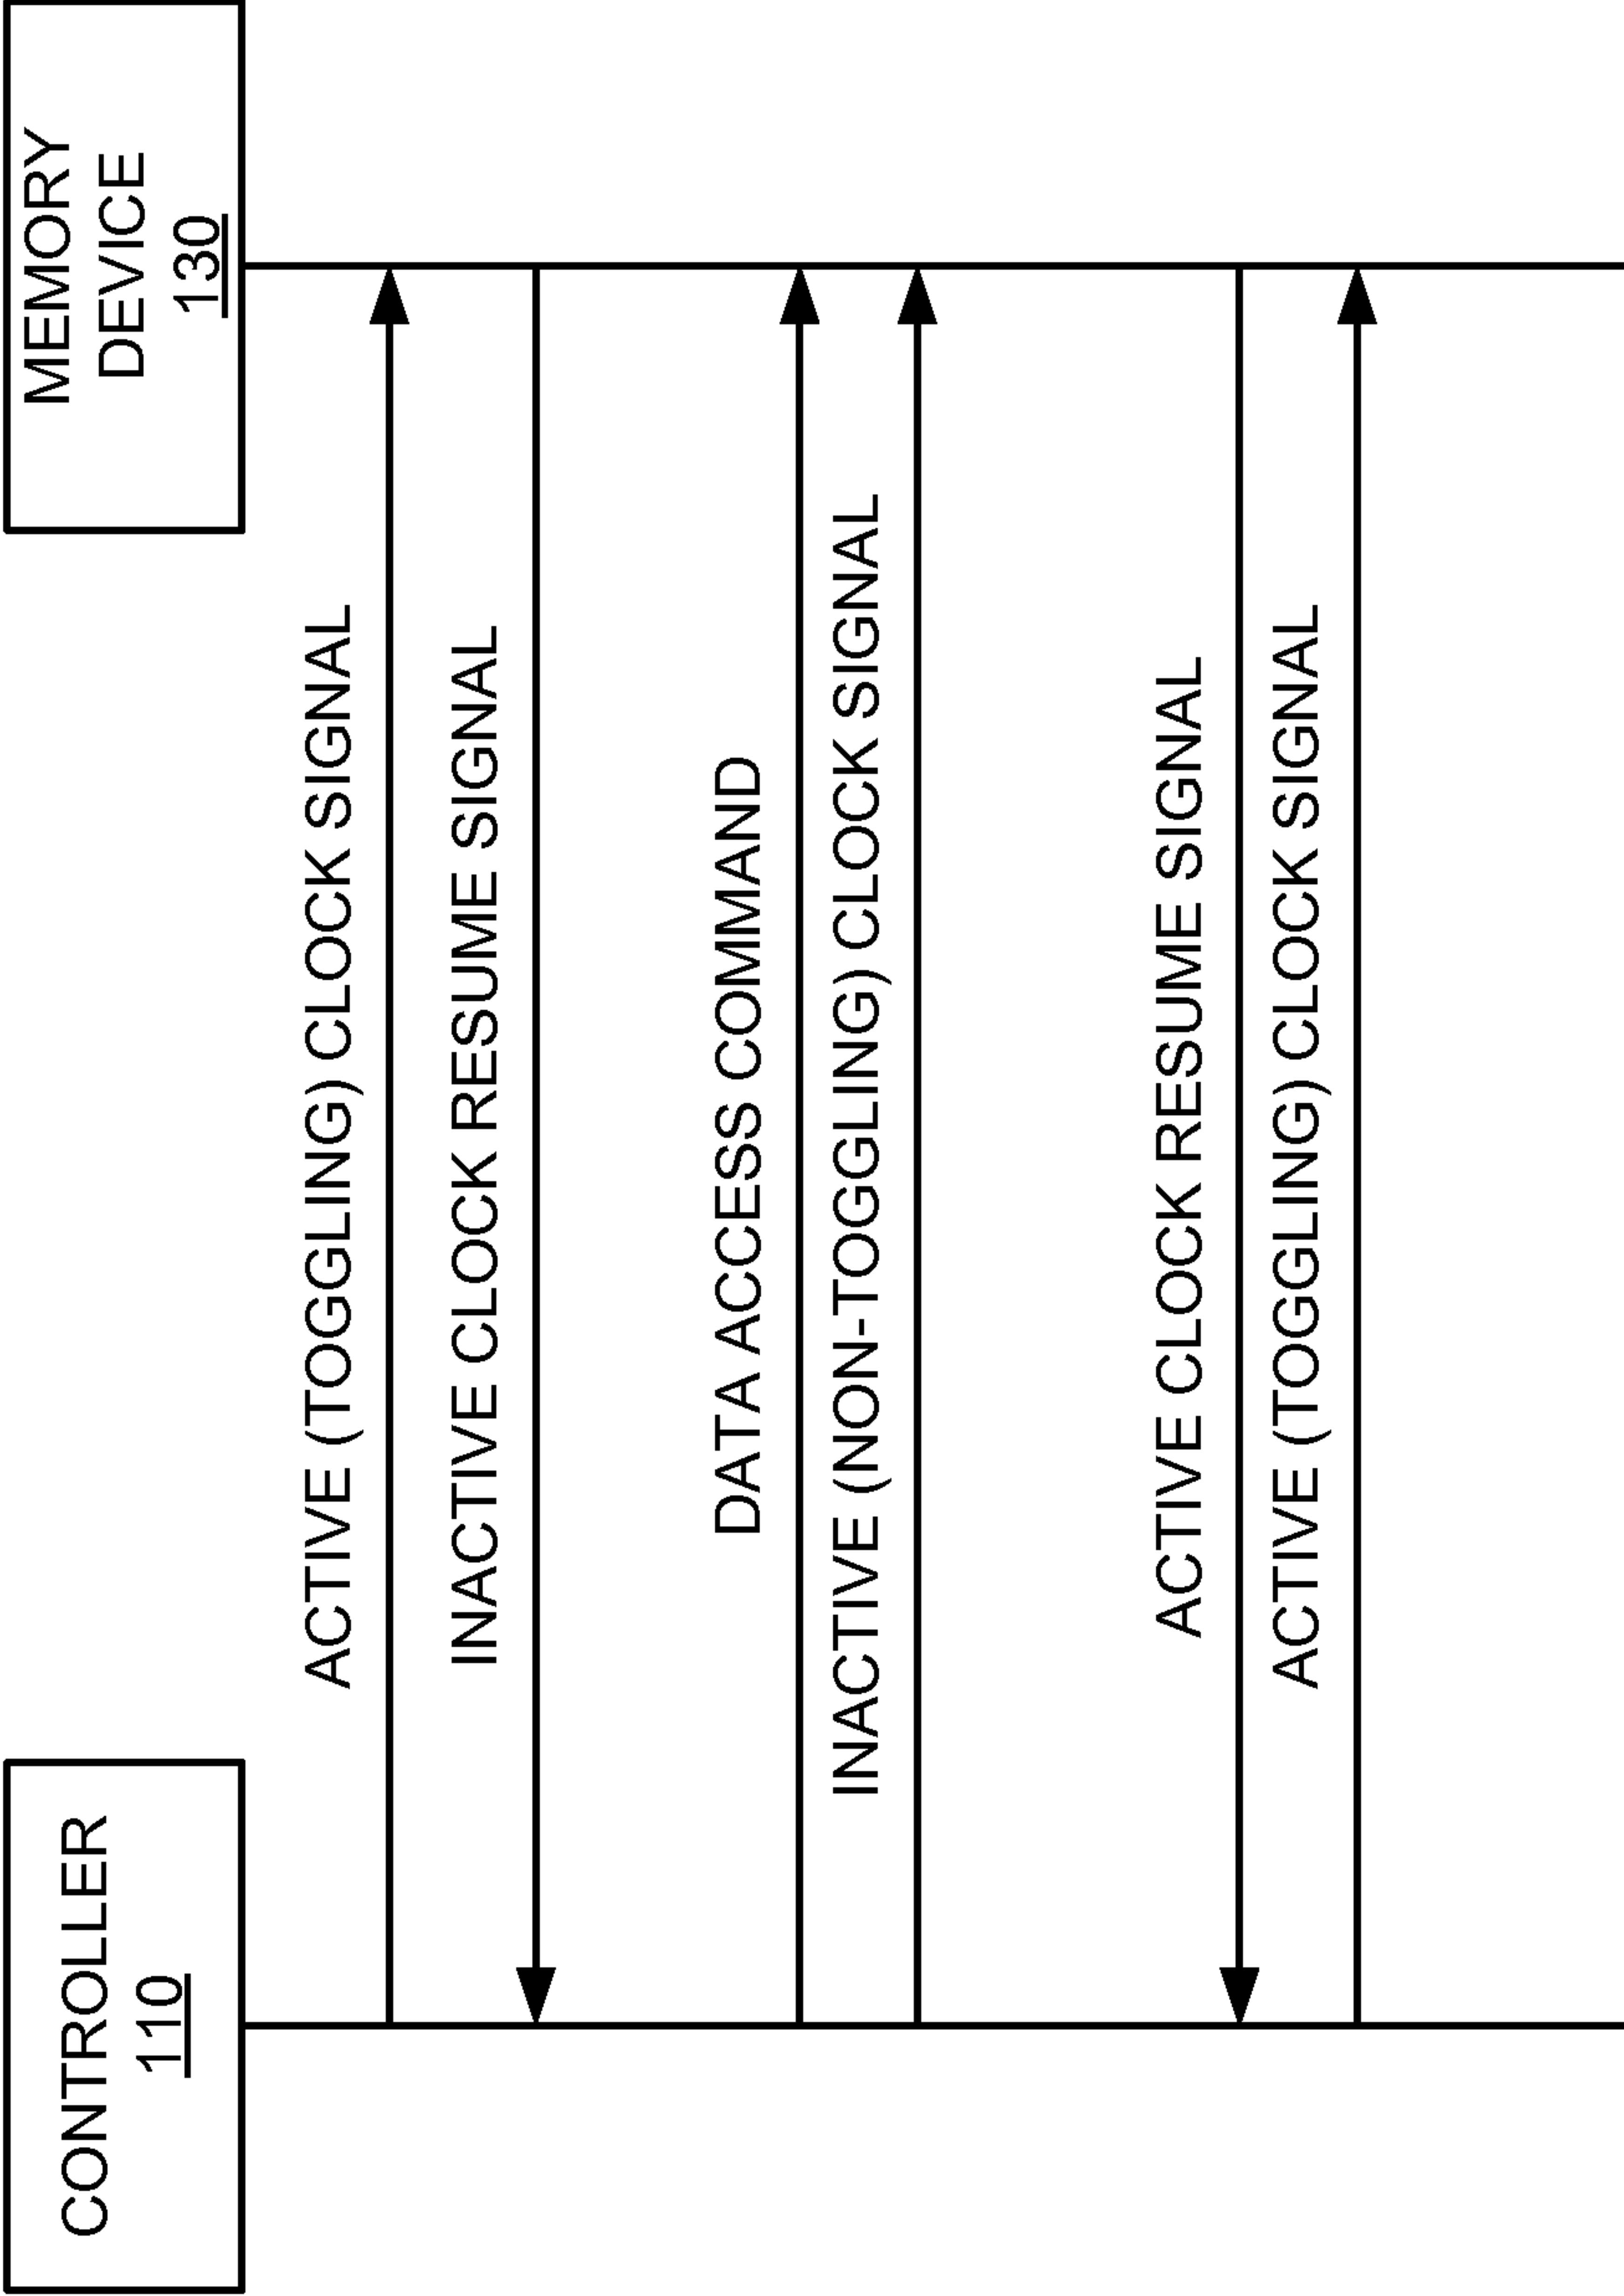 CONTROLLER
110
MEMORY
DEVICE
130
ACTIVE (TOGGLING) CLOCK SIGNAL
INACTIVE CLOCK RESUME SIGNAL
DATA ACCESS COMMAND
INACTIVE (NON-TOGGLING) CLOCK SIGNAL
ACTIVE CLOCK RESUME SIGNAL
ACTIVE (TOGGLING) CLOCK SIGNAL